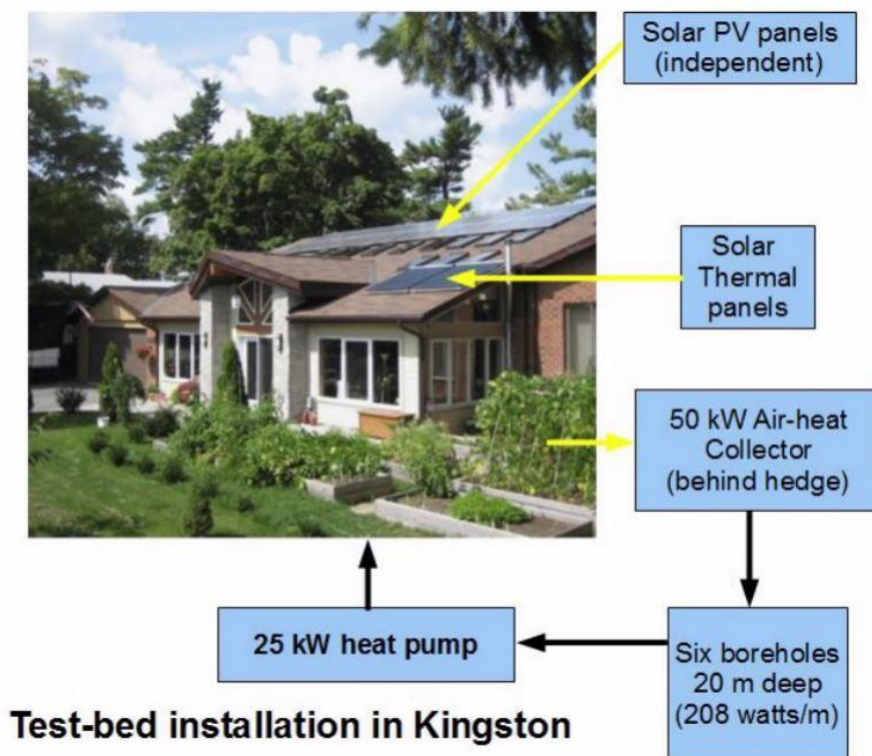 Solar PV panels
(independent)
Solar
Thermal
panels
50 kW Air-heat
Collector
(behind hedge)
25 kW heat pump
Six boreholes
20 m deep
(208 watts/m)
Test-bed installation in Kingston